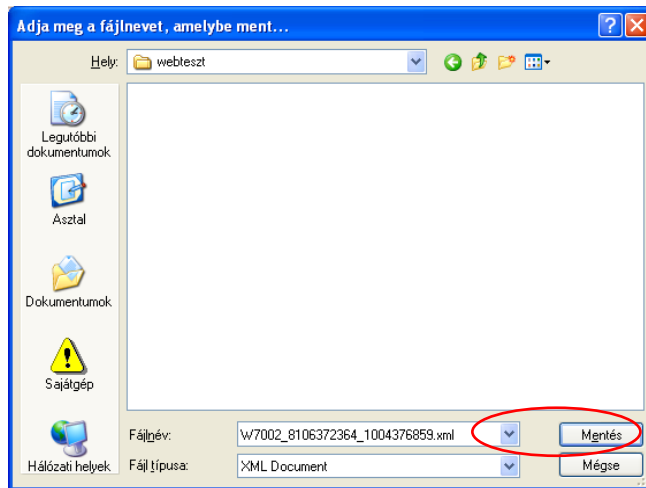 Adja meg a fájlnevet, amelybe ment...
Hely: webteszt
Legutóbbi
dokumentumok
Asztal
Dokumentumok
Sajátgép
Hálózati helyek
Fájlnév: W7002_8106372364_1004376859.xml Mentés
Fájl típusa: XML Document Mégse